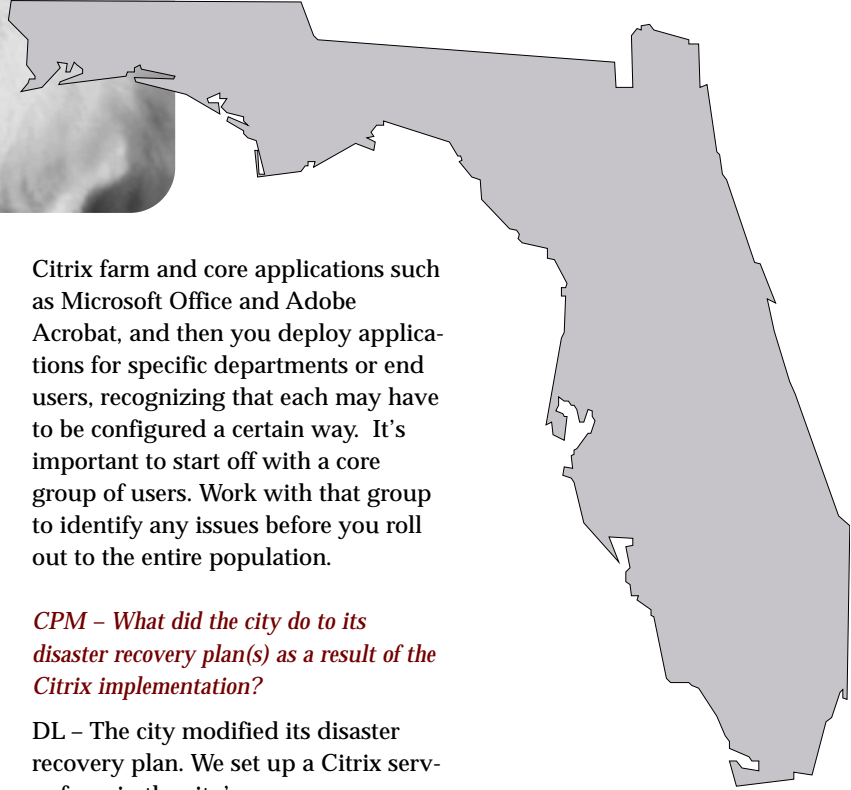 Citrix farm and core applications such
as Microsoft Office and Adobe
Acrobat, and then you deploy applica-
tions for specific departments or end
users, recognizing that each may have
to be configured a certain way. It's
important to start off with a core
group of users. Work with that group
to identify any issues before you roll
out to the entire population.
CPM – What did the city do to its
disaster recovery plan(s) as a result of the
Citrix implementation?
DL – The city modified its disaster
recovery plan. We set up a Citrix serv-